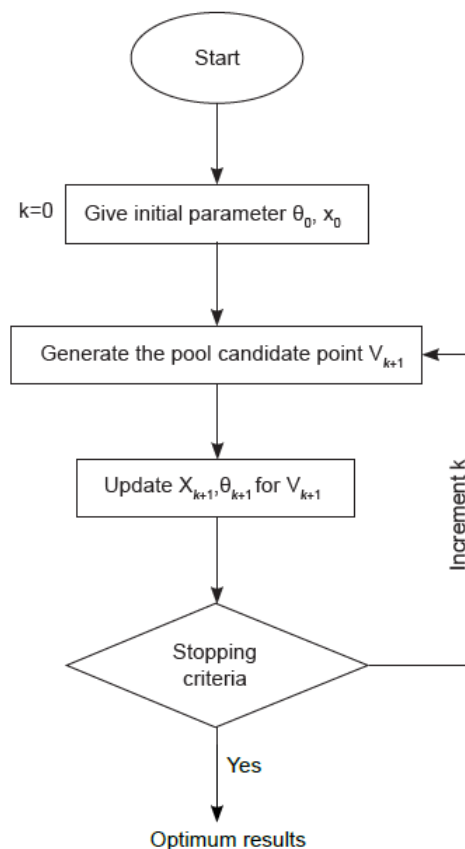 Start
k=0
Give initial parameter θ₀, x₀
Generate the pool candidate point Vₖ₊₁
Update Xₖ₊₁,θₖ₊₁ for Vₖ₊₁
Increment k
Stopping
criteria
Yes
Optimum results